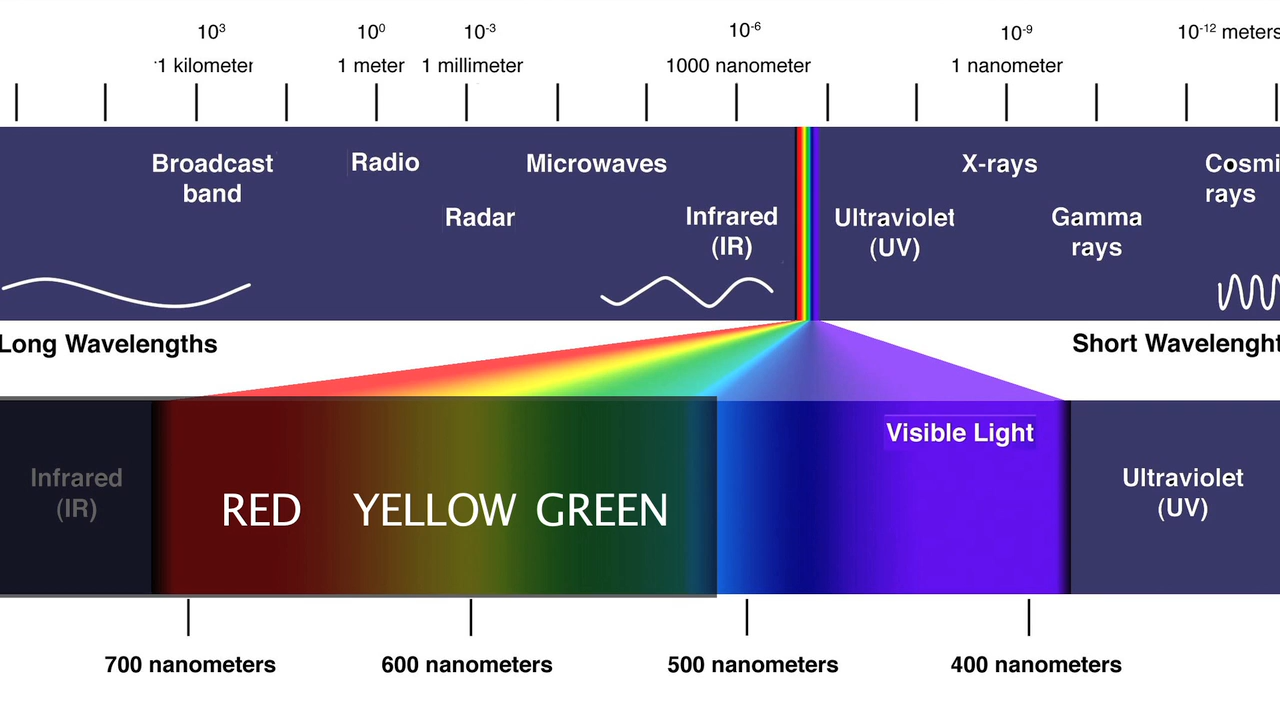 10³ 10⁰ 10⁻³ 10⁻⁶ 10⁻⁹ 10⁻¹² meters
1 kilometer 1 meter 1 millimeter 1000 nanometer 1 nanometer
Broadcast
band
Radio
Radar
Microwaves
Infrared
(IR)
Ultraviolet
(UV)
X-rays
Gamma
rays
Cosmi
rays
Long Wavelengths
Short Wavelenght
Infrared
(IR)
RED YELLOW GREEN
Visible Light
Ultraviolet
(UV)
700 nanometers 600 nanometers 500 nanometers 400 nanometers